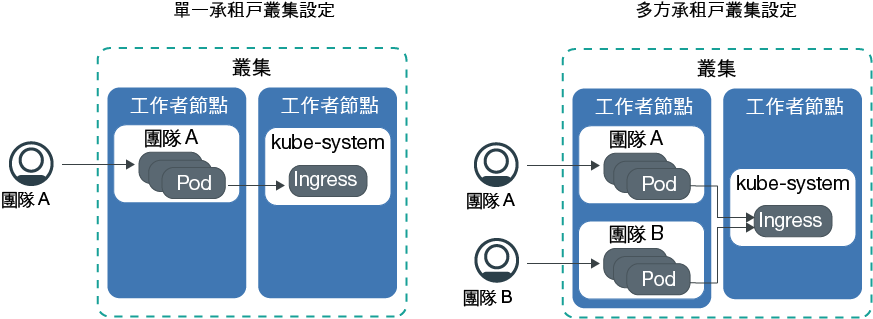 單一承租戶叢集設定
叢集
工作者節點
工作者節點
團隊 A
kube-system
Pod
Ingress
團隊 A
多方承租戶叢集設定
叢集
工作者節點
工作者節點
團隊 A
Pod
團隊 A
kube-system
Ingress
團隊 B
Pod
團隊 B